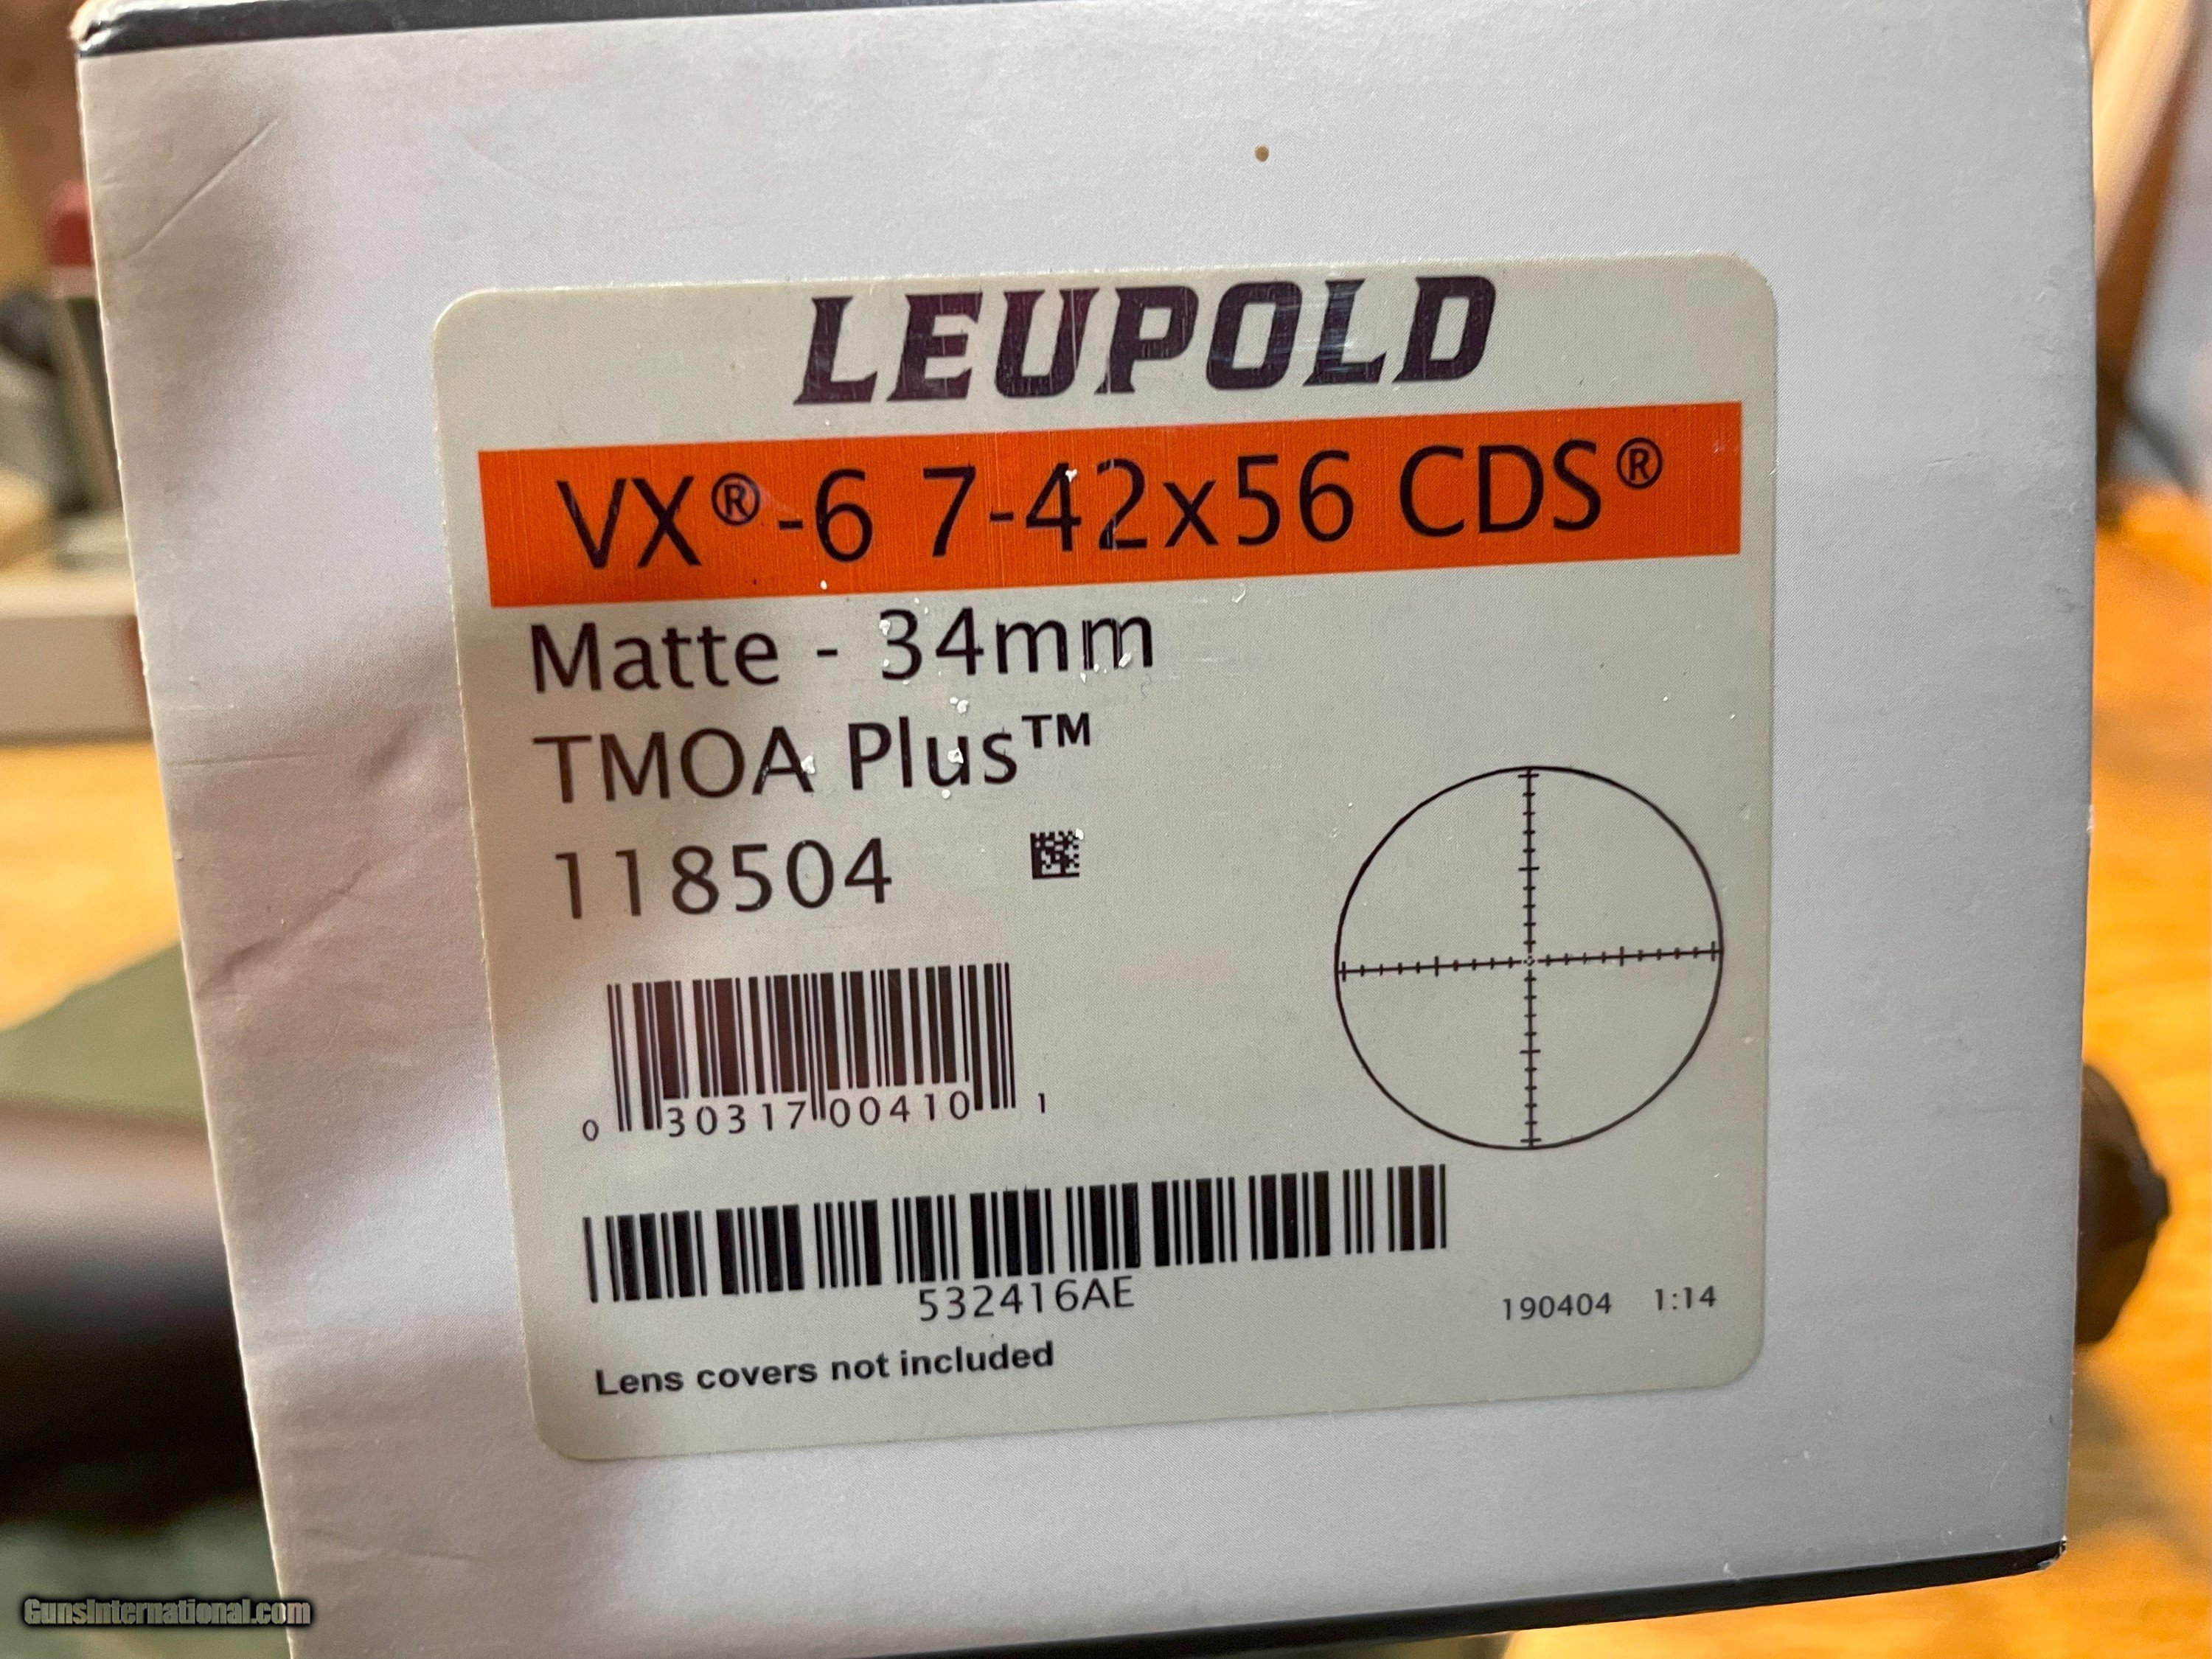 LEUPOLD
VX®-6 7-42x56 CDS®
Matte - 34mm
TMOA Plus™
118504
0 30317 00410 1
532416AE
190404 1:14
Lens covers not included
GunsInternational.com